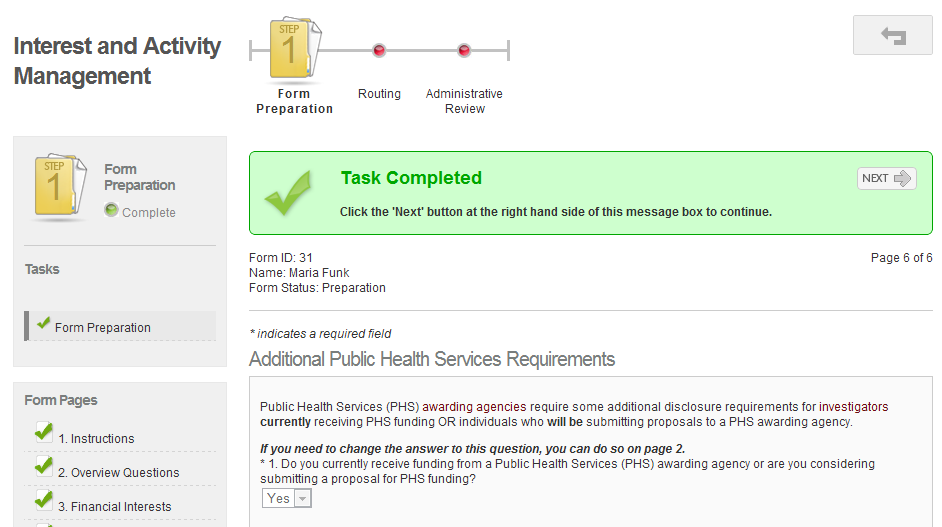 Interest and Activity
Management
STEP
1
Form
Preparation
Routing
Administrative
Review
STEP
1
Form
Preparation
Complete
Tasks
Form Preparation
Form Pages
1. Instructions
2. Overview Questions
3. Financial Interests
Task Completed
NEXT
Click the 'Next' button at the right hand side of this message box to continue.
Form ID: 31
Page 6 of 6
Name: Maria Funk
Form Status: Preparation
* indicates a required field
Additional Public Health Services Requirements
Public Health Services (PHS) awarding agencies require some additional disclosure requirements for investigators
currently receiving PHS funding OR individuals who will be submitting proposals to a PHS awarding agency.
If you need to change the answer to this question, you can do so on page 2.
* 1. Do you currently receive funding from a Public Health Services (PHS) awarding agency or are you considering
submitting a proposal for PHS funding?
Yes